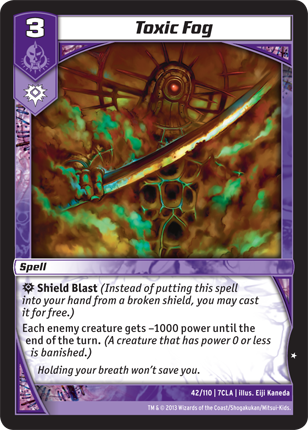 3
Toxic Fog
Spell
Shield Blast (Instead of putting this spell
into your hand from a broken shield, you may cast
it for free.)
Each enemy creature gets –1000 power until the
end of the turn. (A creature that has power 0 or less
is banished.)
Holding your breath won't save you.
42/110 | 7CLA | illus. Eiji Kaneda
TM & © 2013 Wizards of the Coast/Shogakukan/Mitsui-Kids.